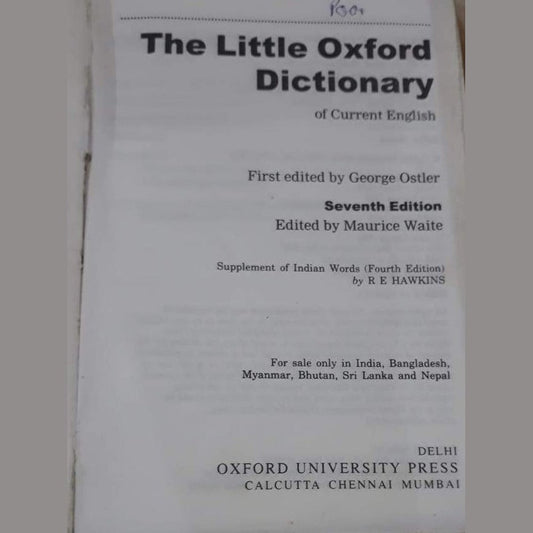 The Little Oxford
Dictionary
of Current English
First edited by George Ostler
Seventh Edition
Edited by Maurice Waite
Supplement of Indian Words (Fourth Edition)
by R E HAWKINS
For sale only in India, Bangladesh,
Myanmar, Bhutan, Sri Lanka and Nepal
DELHI
OXFORD UNIVERSITY PRESS
CALCUTTA CHENNAI MUMBAI